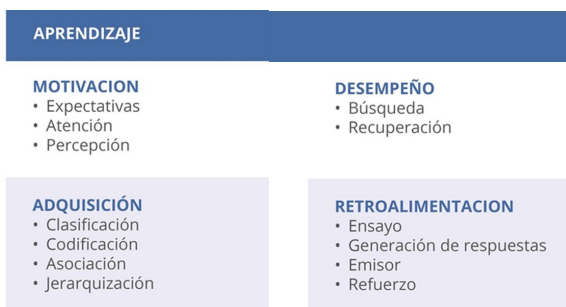 APRENDIZAJE
MOTIVACION
• Expectativas
• Atención
• Percepción
DESEMPEÑO
• Búsqueda
• Recuperación
ADQUISICIÓN
• Clasificación
• Codificación
• Asociación
• Jerarquización
RETROALIMENTACION
• Ensayo
• Generación de respuestas
• Emisor
• Refuerzo